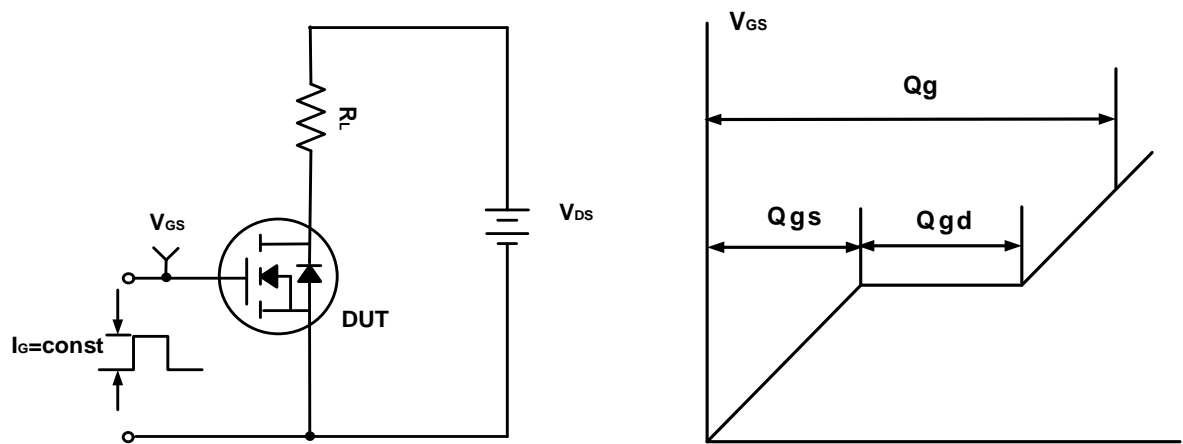 RL
VGS
VDS
DUT
IG=const
VGS
Qg
Qgs
Qgd